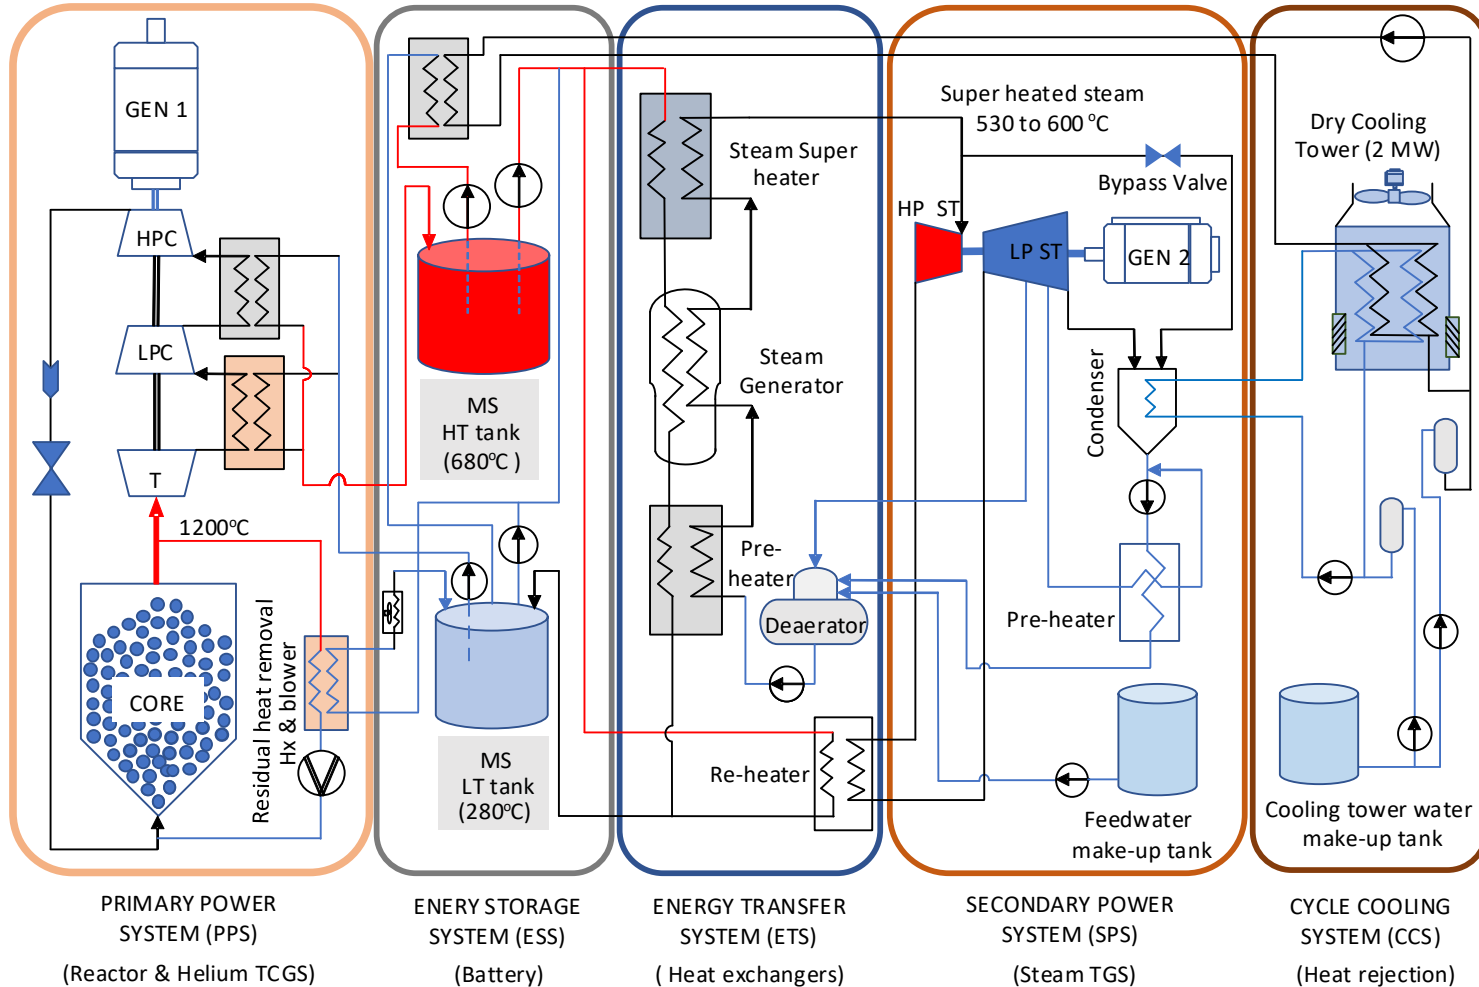 GEN 1
HPC
LPC
T
1200°C
CORE
Residual heat removal
Hx & blower
MS
HT tank
(680°C )
MS
LT tank
(280°C)
Steam Super
heater
Steam
Generator
Pre-
heater
Deaerator
Re-heater
Super heated steam
530 to 600 °C
Bypass Valve
HP ST
LP ST
GEN 2
Condenser
Pre-heater
Feedwater
make-up tank
Dry Cooling
Tower (2 MW)
Cooling tower water
make-up tank
PRIMARY POWER
SYSTEM (PPS)
(Reactor & Helium TCGS)
ENERY STORAGE
SYSTEM (ESS)
(Battery)
ENERGY TRANSFER
SYSTEM (ETS)
( Heat exchangers)
SECONDARY POWER
SYSTEM (SPS)
(Steam TGS)
CYCLE COOLING
SYSTEM (CCS)
(Heat rejection)